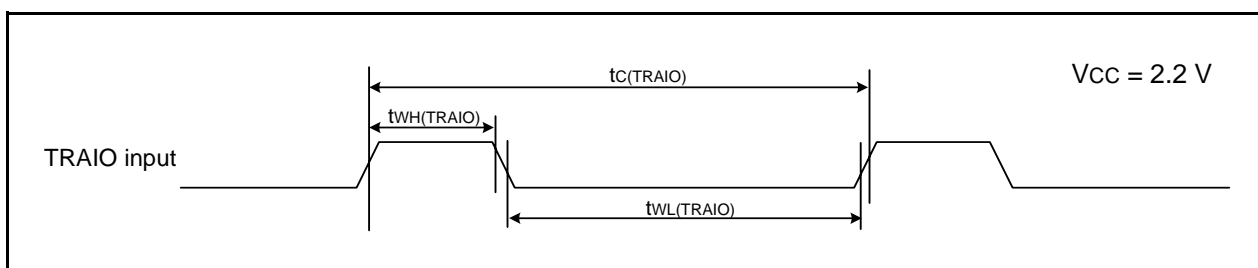 tC(TRAIO)
VCC = 2.2 V
tWH(TRAIO)
TRAIO input
tWL(TRAIO)